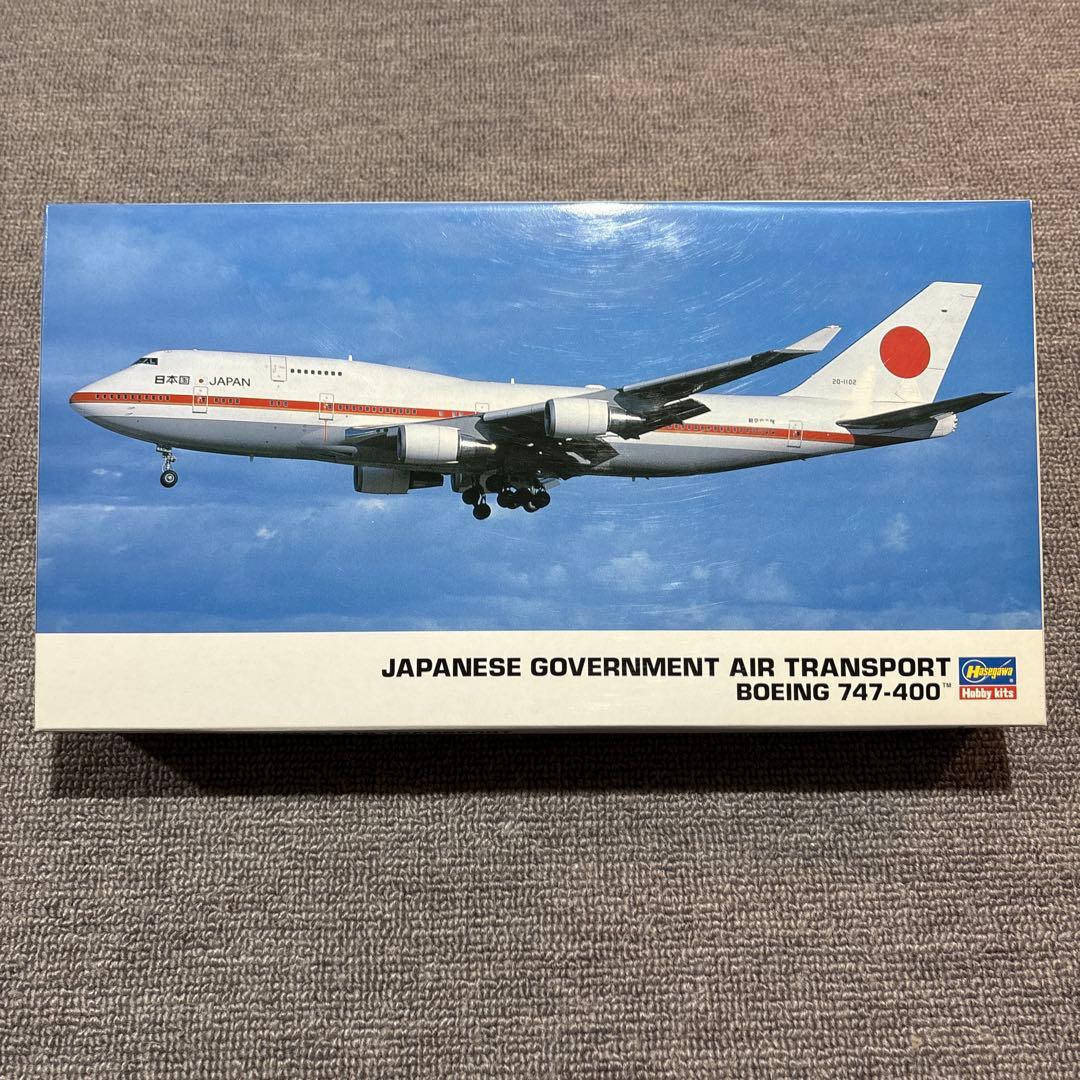 日本国 JAPAN
20-1102
JAPANESE GOVERNMENT AIR TRANSPORT
BOEING 747-400™
Hasegawa®
Hobby kits